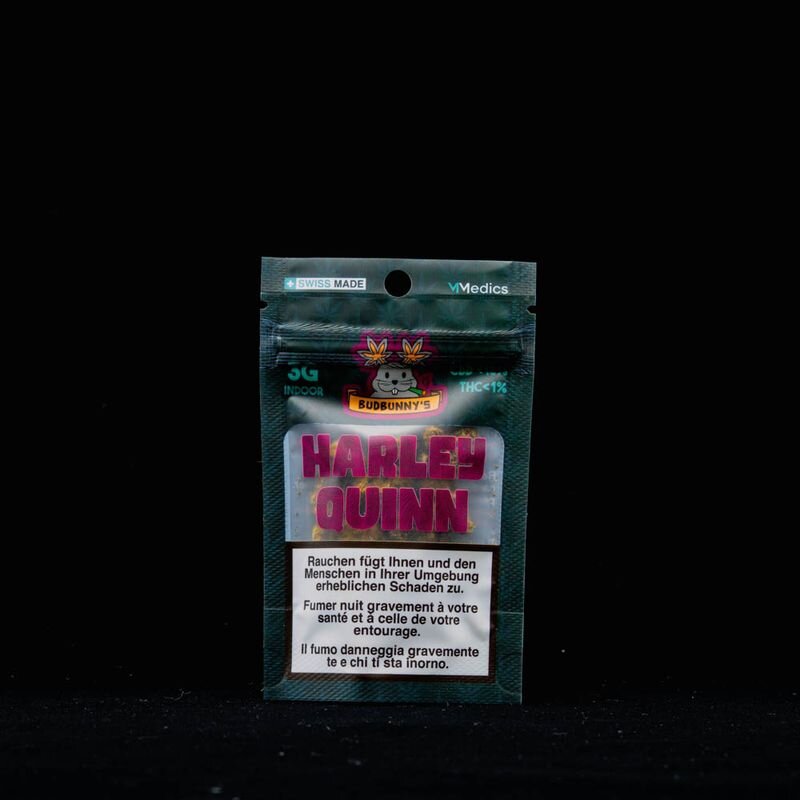 SWISS MADE
VMedics
3G
INDOOR
THC<1%
BUDBUNNY'S
HARLEY
QUINN
Rauchen fügt Ihnen und den
Menschen in Ihrer Umgebung
erheblichen Schaden zu.
Fumer nuit gravement à votre
santé et à celle de votre
entourage.
Il fumo danneggia gravemente
te e chi ti sta inorno.